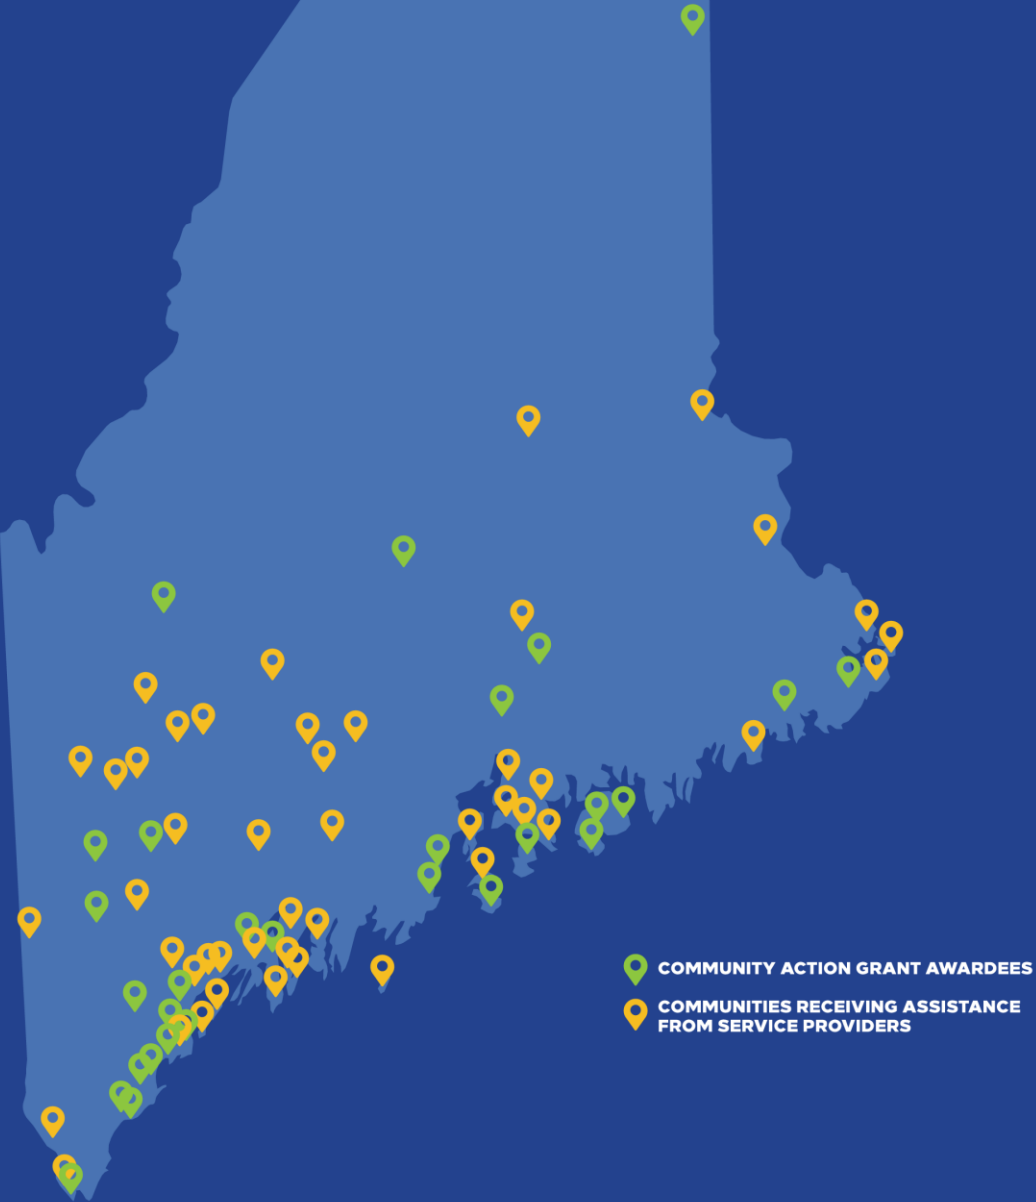 COMMUNITY ACTION GRANT AWARDEES
COMMUNITIES RECEIVING ASSISTANCE
FROM SERVICE PROVIDERS